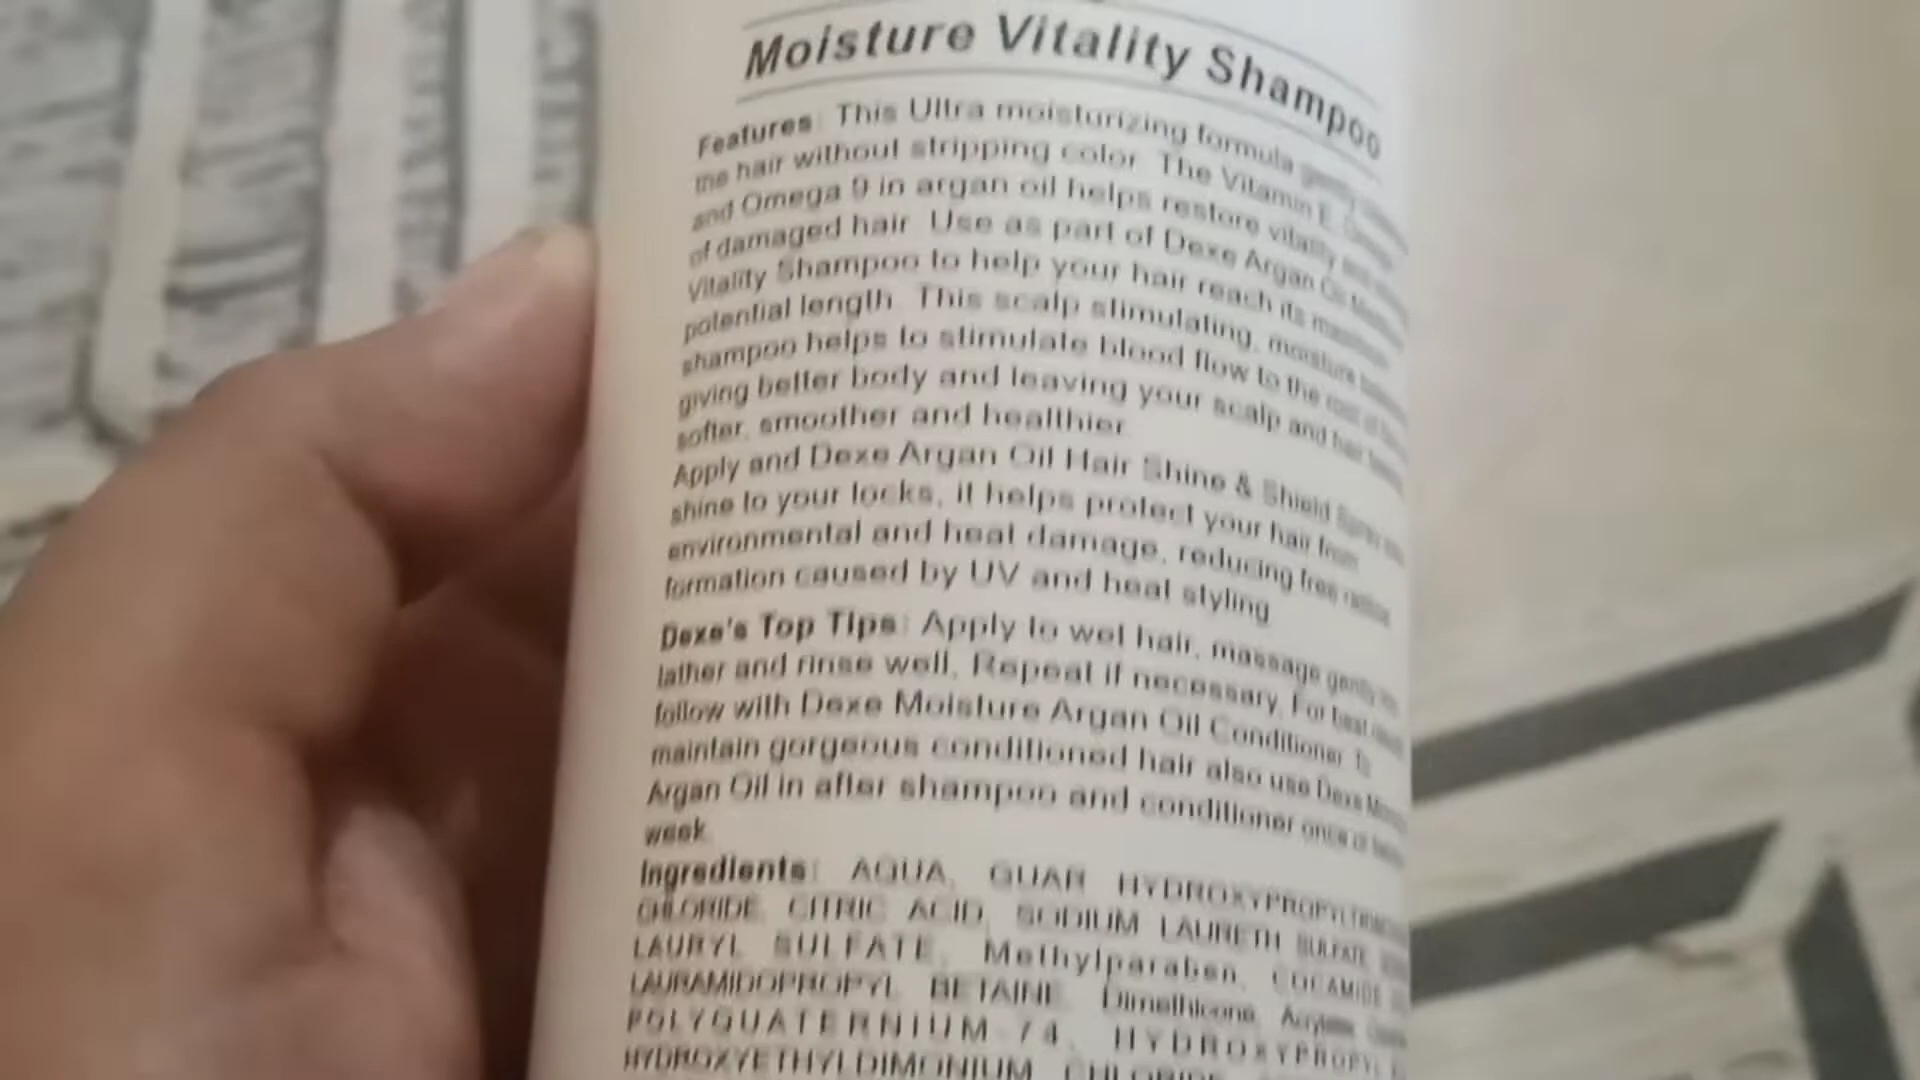 Moisture Vitality Shampoo
Features: This Ultra moisturizing formula gently
the hair without stripping color. The Vitamin E,
and Omega 9 in argan oil helps restore vitality
of damaged hair. Use as part of Dexe Argan Oil
Vitality Shampoo to help your hair reach its maximum
potential length. This scalp stimulating, moisture
shampoo helps to stimulate blood flow to the root of
giving better body and leaving your scalp and hair
softer, smoother and healthier.
Apply and Dexe Argan Oil Hair Shine & Shield Spray
shine to your locks, it helps protect your hair from
environmental and heat damage, reducing free
formation caused by UV and heat styling
Dexe's Top Tips: Apply to wet hair, massage gently
lather and rinse well, Repeat if necessary. For best
follow with Dexe Moisture Argan Oil Conditioner. To
maintain gorgeous conditioned hair also use Dexe
Argan Oil in after shampoo and conditioner once or
week.
Ingredients: AQUA, GUAR
CHLORIDE, CITRIC ACID, SODIUM LAURETH SULFATE
LAURYL SULFATE, Methylparaben, COCAMIDE
LAURAMIDOPROPYL BETAINE, Dimethicone,
POLYQUATERNIUM-74,
HYDROXYETHYLDIMONIUM CHLORIDE